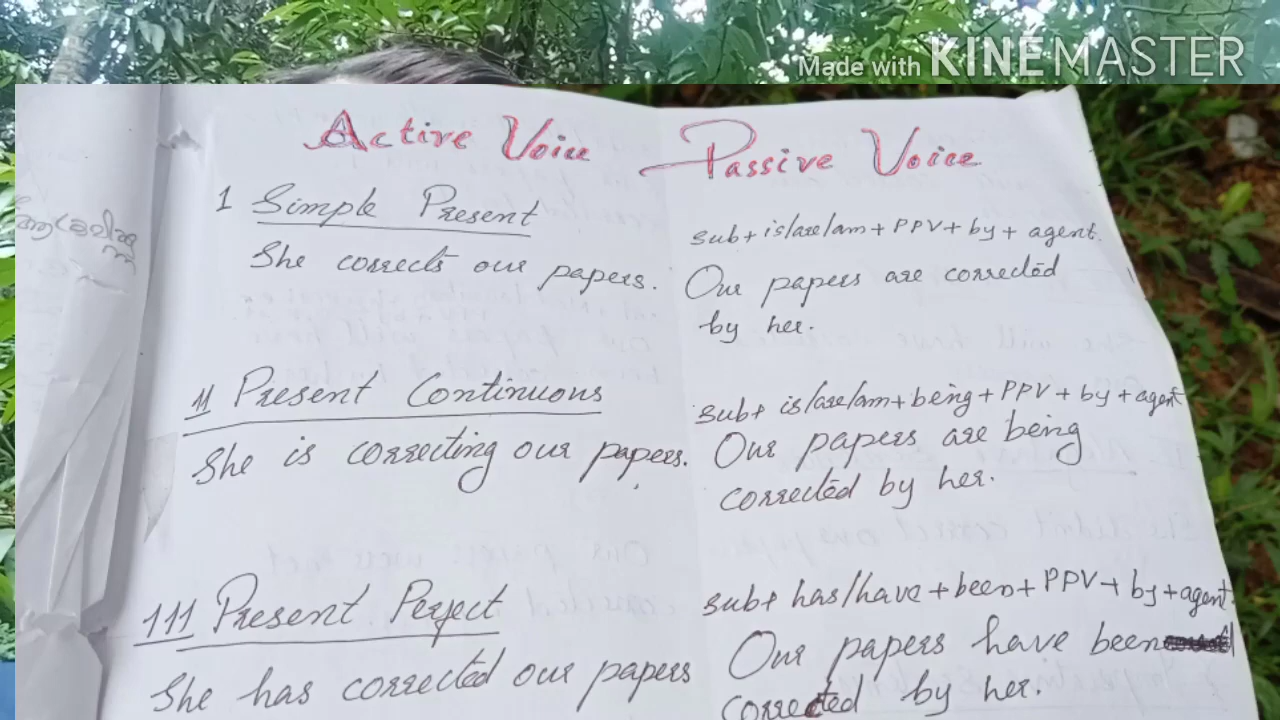 Made with KINEMASTER
Active Voice
Passive Voice
1 Simple Present
sub+ is/are/am + PPV + by + agent.
She corrects our papers.
Our papers are corrected
by her.
11 Present Continuous
sub+ is/are/am + being + PPV + by + agent
She is correcting our papers.
Our papers are being
corrected by her.
111 Present Perfect
sub+ has/have + been + PPV + by + agent.
She has corrected our papers
Our papers have been
corrected by her.